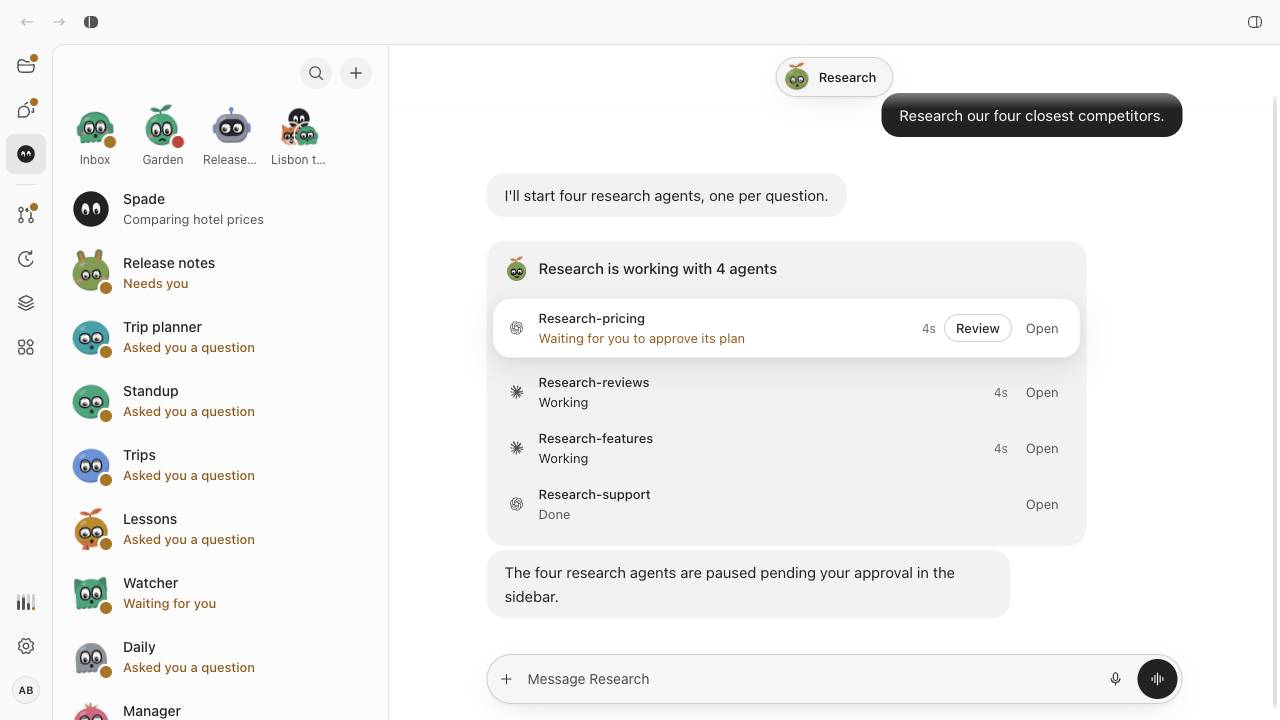 Research
Research our four closest competitors.
Inbox
Garden
Release...
Lisbon t...
Spade
Comparing hotel prices
Release notes
Needs you
Trip planner
Asked you a question
Standup
Asked you a question
Trips
Asked you a question
Lessons
Asked you a question
Watcher
Waiting for you
Daily
Asked you a question
Manager
AB
I'll start four research agents, one per question.
Research is working with 4 agents
Research-pricing
Waiting for you to approve its plan
4s Review Open
Research-reviews
Working
4s Open
Research-features
Working
4s Open
Research-support
Done
Open
The four research agents are paused pending your approval in the
sidebar.
Message Research